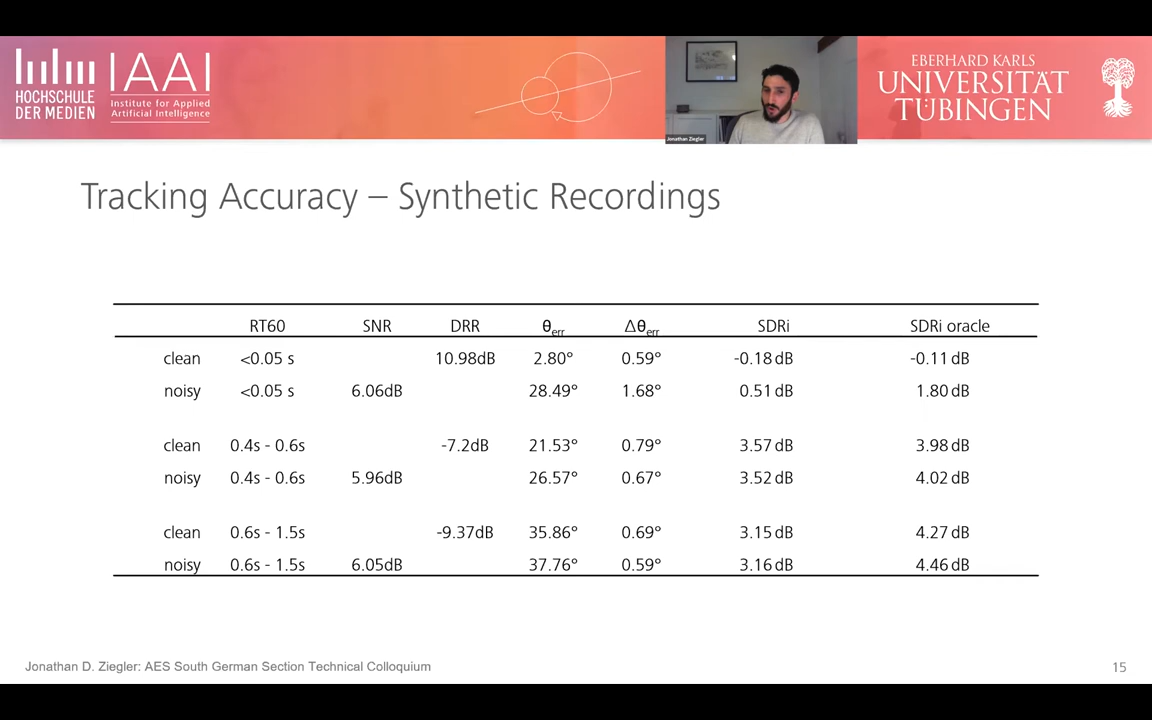 HOCHSCHULE
DER MEDIEN
IAAI
Institute for Applied
Artificial Intelligence
Jonathan Ziegler
EBERHARD KARLS
UNIVERSITÄT
TÜBINGEN
Tracking Accuracy – Synthetic Recordings
RT60 SNR DRR θerr Δθerr SDRi SDRi oracle
clean <0.05 s 10.98dB 2.80° 0.59° -0.18 dB -0.11 dB
noisy <0.05 s 6.06dB 28.49° 1.68° 0.51 dB 1.80 dB
clean 0.4s - 0.6s -7.2dB 21.53° 0.79° 3.57 dB 3.98 dB
noisy 0.4s - 0.6s 5.96dB 26.57° 0.67° 3.52 dB 4.02 dB
clean 0.6s - 1.5s -9.37dB 35.86° 0.69° 3.15 dB 4.27 dB
noisy 0.6s - 1.5s 6.05dB 37.76° 0.59° 3.16 dB 4.46 dB
Jonathan D. Ziegler: AES South German Section Technical Colloquium
15